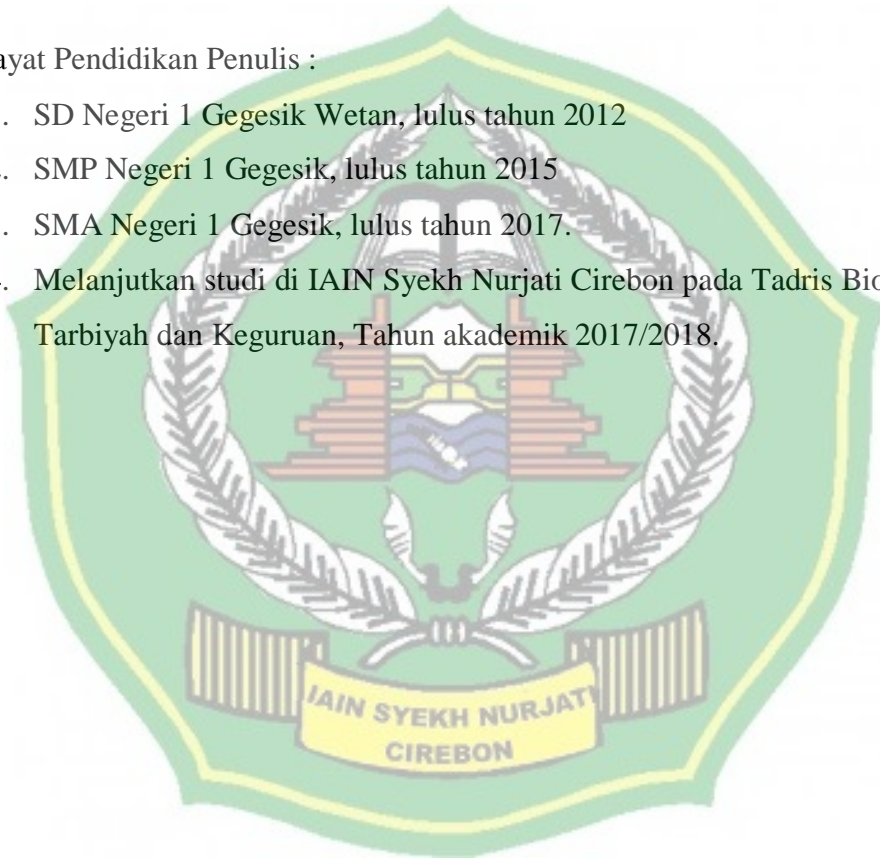 ayat Pendidikan Penulis :
. SD Negeri 1 Gegesik Wetan, lulus tahun 2012
. SMP Negeri 1 Gegesik, lulus tahun 2015
. SMA Negeri 1 Gegesik, lulus tahun 2017.
. Melanjutkan studi di IAIN Syekh Nurjati Cirebon pada Tadris Bio
Tarbiyah dan Keguruan, Tahun akademik 2017/2018.
IAIN SYEKH NURJATI
CIREBON